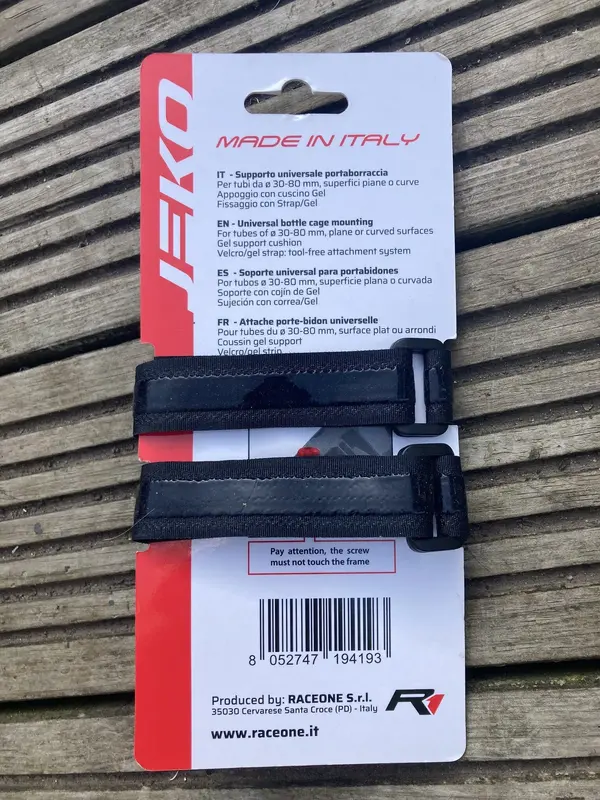 JEKO
MADE IN ITALY
IT - Supporto universale portaborraccia
Per tubi da ø 30-80 mm, superfici piane o curve
Appoggio con cuscino Gel
Fissaggio con Strap/Gel
EN - Universal bottle cage mounting
For tubes of ø 30-80 mm, plane or curved surfaces
Gel support cushion
Velcro/gel strap: tool-free attachment system
ES - Soporte universal para portabidones
Por tubos ø 30-80 mm, superficie plana o curvada
Soporte con cojín de Gel
Sujeción con correa/Gel
FR - Attache porte-bidon universelle
Pour tubes du ø 30-80 mm, surface plat ou arrondi
Coussin gel support
Velcro/gel strip
Pay attention, the screw
must not touch the frame
8 052747 194193
Produced by: RACEONE S.r.l.
35030 Cervarese Santa Croce (PD) - Italy
R1
www.raceone.it